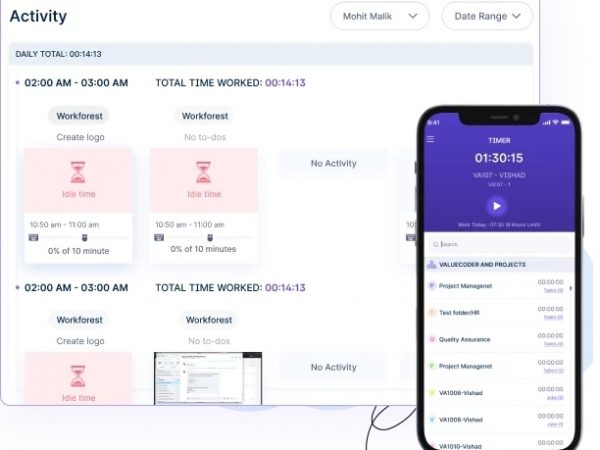 Activity
Mohit Malik
Date Range
DAILY TOTAL: 00:14:13
02:00 AM - 03:00 AM
TOTAL TIME WORKED: 00:14:13
Workforest
Workforest
Create logo
No to-dos
Idle time
Idle time
No Activity
10:50 am - 11:00 am
10:50 am - 11:00 am
0% of 10 minute
0% of 10 minutes
02:00 AM - 03:00 AM
TOTAL TIME WORKED: 00:14:13
Workforest
Workforest
Create logo
No to-dos
Idle time
No Activity
9:41
TIMER
01:30:15
VA107 - VISHAD
VA107 - 1
Work Today : 07:30 (8 Hours Limit)
Search
VALUECODER AND PROJECTS
P
Project Managenet
00:00:00
T
Test folder/HR
00:00:00
Q
Quality Assurance
00:00:00
P
Project Managenet
00:00:00
V
VA1006-Vishad
00:00:00
V
VA1008-Vishad
00:00:00
VA1010-Vishad
00:00:00